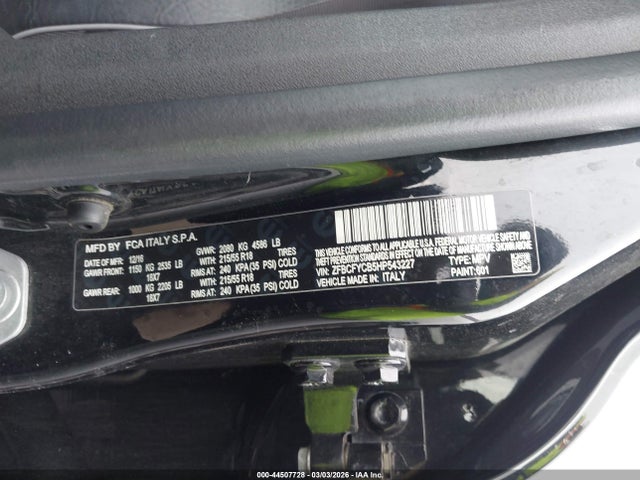 MFD BY FCA ITALY S.P.A.
DATE: 12/16 GVWR: 2080 KG 4586 LB
GAWR FRONT: 1150 KG 2535 LB WITH: 215/55 R18 TIRES
18X7 RIMS AT: 240 KPA(35 PSI) COLD
GAWR REAR: 1000 KG 2205 LB WITH: 215/55 R18 TIRES
18X7 RIMS AT: 240 KPA(35 PSI) COLD
THIS VEHICLE CONFORMS TO ALL APPLICABLE U.S.A.
FEDERAL MOTOR VEHICLE SAFETY, BUMPER, AND
THEFT PREVENTION STANDARDS IN EFFECT ON THE DATE OF MANUFACTURE SHOWN ABOVE.
VIN: ZFBCFYCB5HP543227 TYPE: MPV
VEHICLE MADE IN: ITALY PAINT: 601
000-44507728 - 03/03/2026 - IAA Inc.